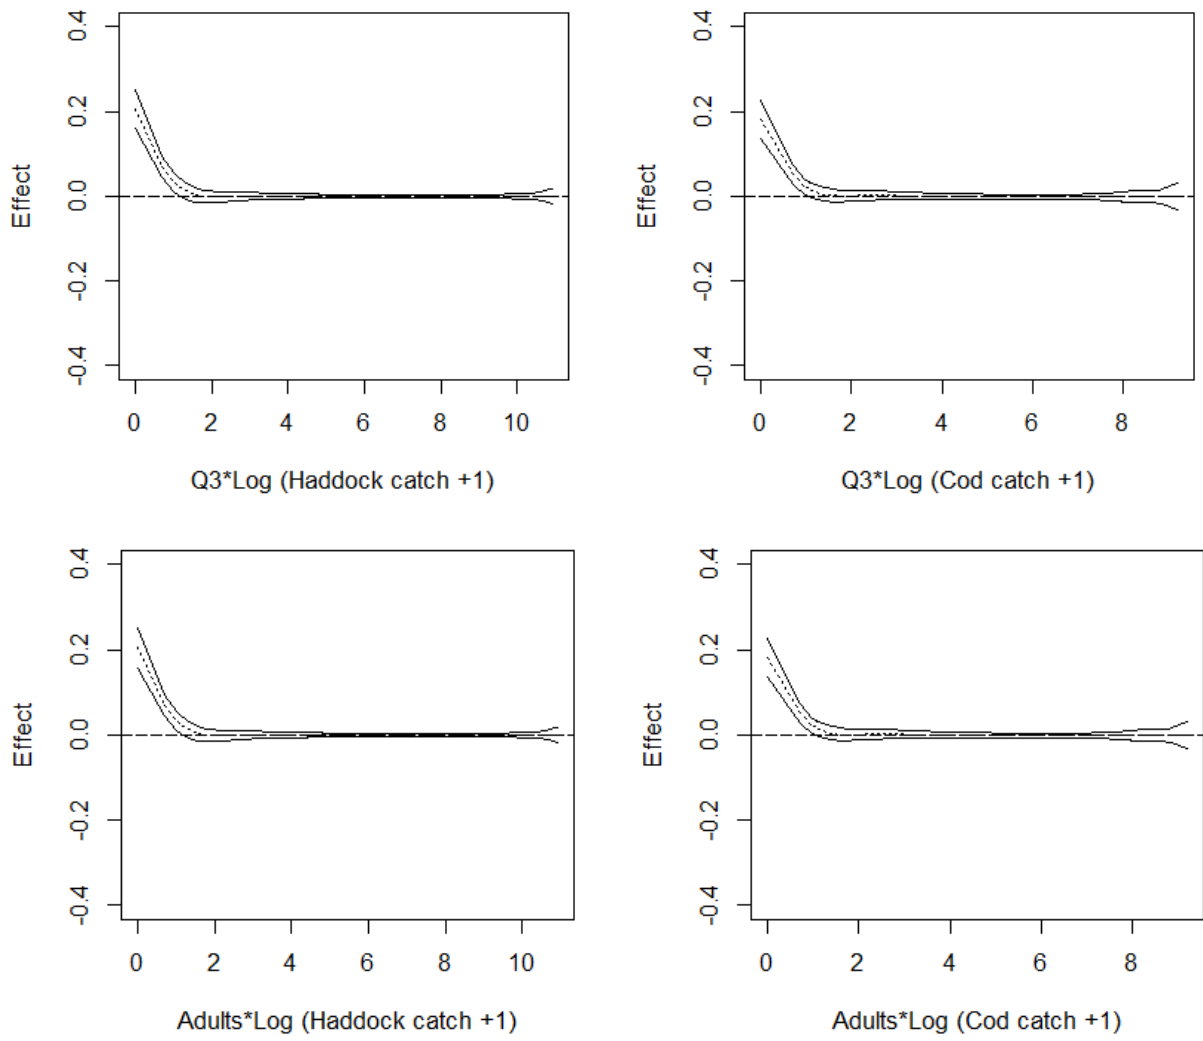 0.4
0.2
0.0
-0.2
-0.4
Effect
0 2 4 6 8 10
Q3*Log (Haddock catch +1)
0.4
0.2
0.0
-0.2
-0.4
Effect
0 2 4 6 8
Q3*Log (Cod catch +1)
0.4
0.2
0.0
-0.2
-0.4
Effect
0 2 4 6 8 10
Adults*Log (Haddock catch +1)
0.4
0.2
0.0
-0.2
-0.4
Effect
0 2 4 6 8
Adults*Log (Cod catch +1)